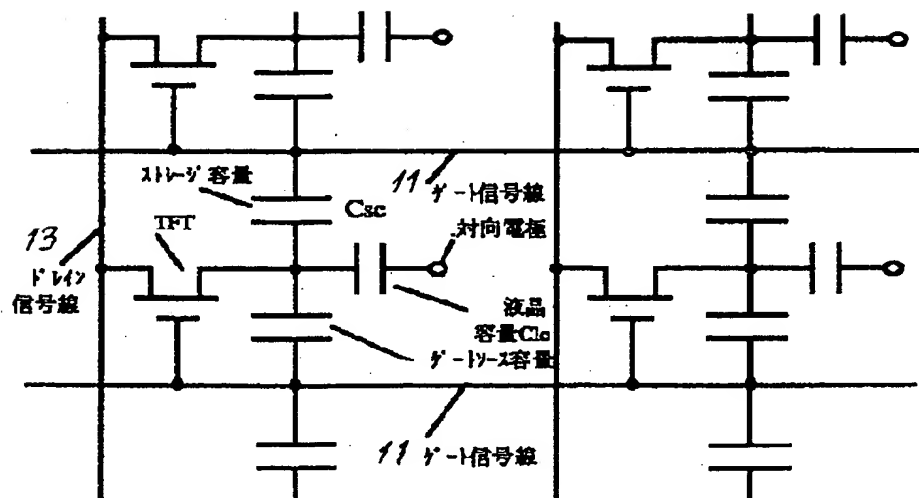 ストレージ容量
Csc
11 ゲート信号線
対向電極
TFT
13
ドレイン
信号線
液晶
容量Clc
ゲートソース容量
11 ゲート信号線